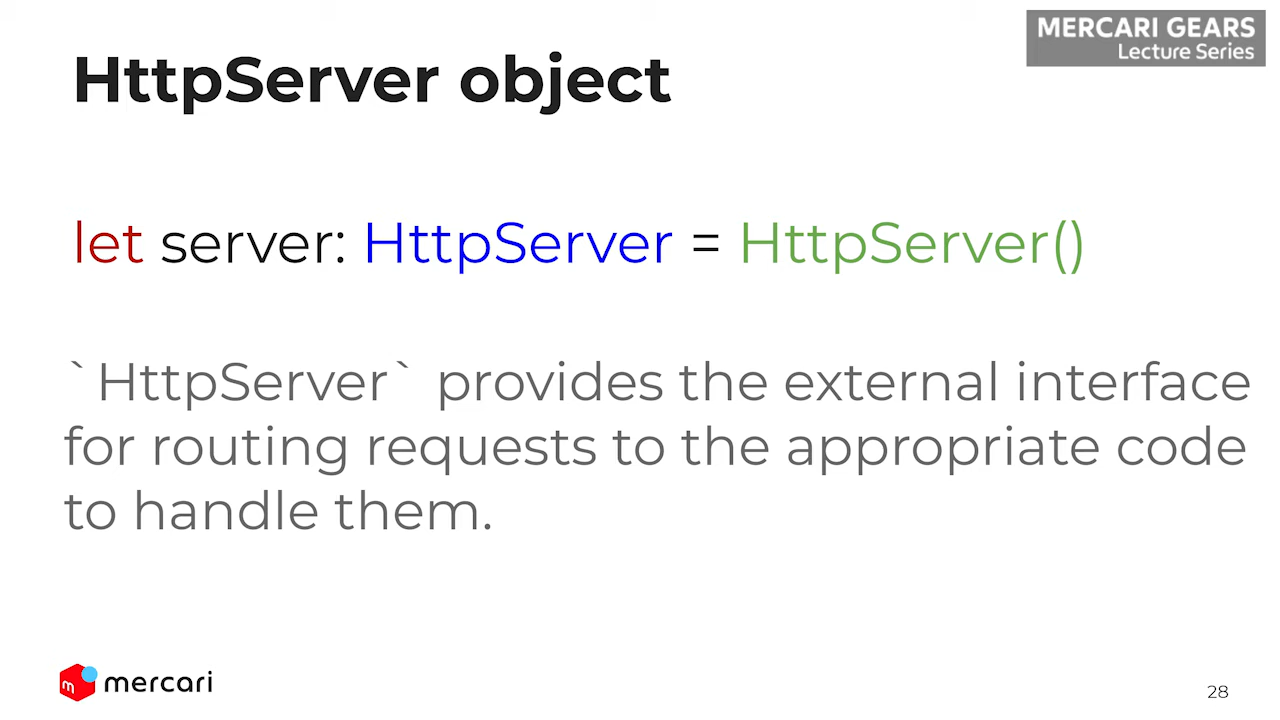 MERCARI GEARS
Lecture Series
HttpServer object
let server: HttpServer = HttpServer()
`HttpServer` provides the external interface
for routing requests to the appropriate code
to handle them.
m mercari
28